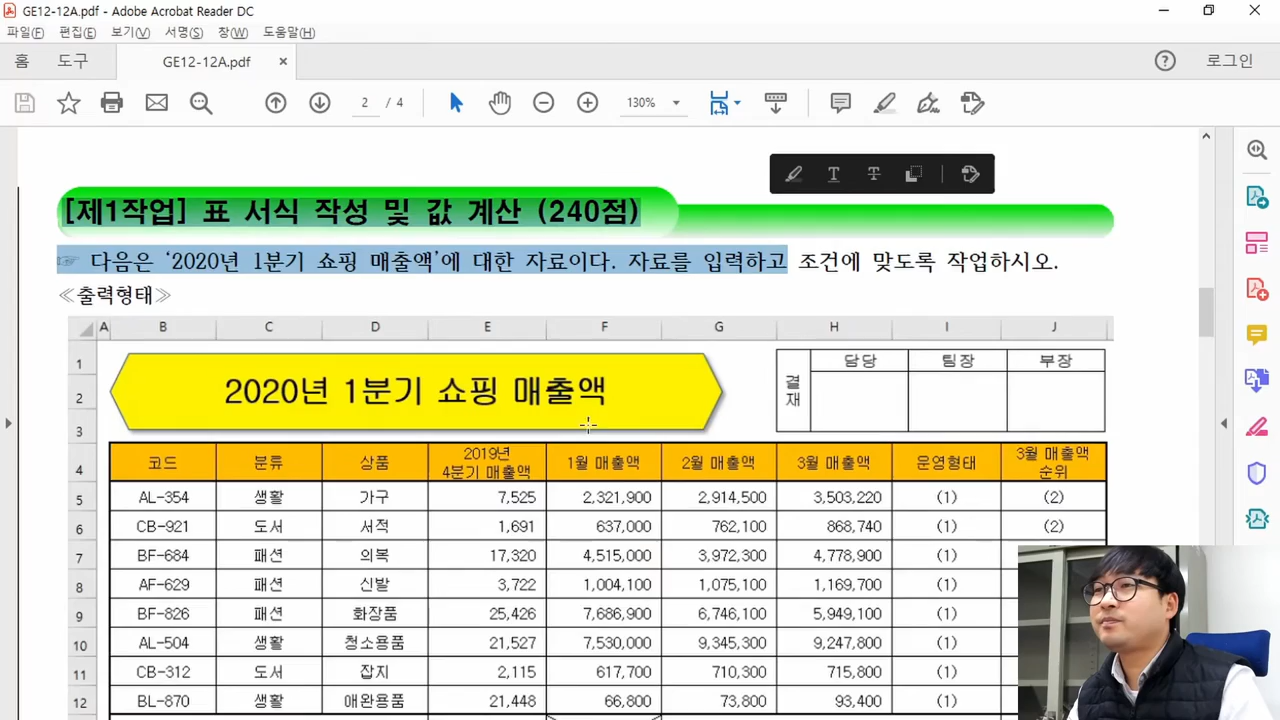 GE12-12A.pdf - Adobe Acrobat Reader DC
파일(F) 편집(E) 보기(V) 서명(S) 창(W) 도움말(H)
홈 도구 GE12-12A.pdf × 로그인
2 / 4 130%
[제1작업] 표 서식 작성 및 값 계산 (240점)
☞ 다음은 ‘2020년 1분기 쇼핑 매출액’에 대한 자료이다. 자료를 입력하고 조건에 맞도록 작업하시오.
≪출력형태≫
A B C D E F G H I J
1 2020년 1분기 쇼핑 매출액 결재 담당 팀장 부장
2
3
4 코드 분류 상품 2019년 4분기 매출액 1월 매출액 2월 매출액 3월 매출액 운영형태 3월 매출액 순위
5 AL-354 생활 가구 7,525 2,321,900 2,914,500 3,503,220 (1) (2)
6 CB-921 도서 서적 1,691 637,000 762,100 868,740 (1) (2)
7 BF-684 패션 의복 17,320 4,515,000 3,972,300 4,778,900 (1)
8 AF-629 패션 신발 3,722 1,004,100 1,075,100 1,169,700 (1)
9 BF-826 패션 화장품 25,426 7,686,900 6,746,100 5,949,100 (1)
10 AL-504 생활 청소용품 21,527 7,530,000 9,345,300 9,247,800 (1)
11 CB-312 도서 잡지 2,115 617,700 710,300 715,800 (1)
12 BL-870 생활 애완용품 21,448 66,800 73,800 93,400 (1)